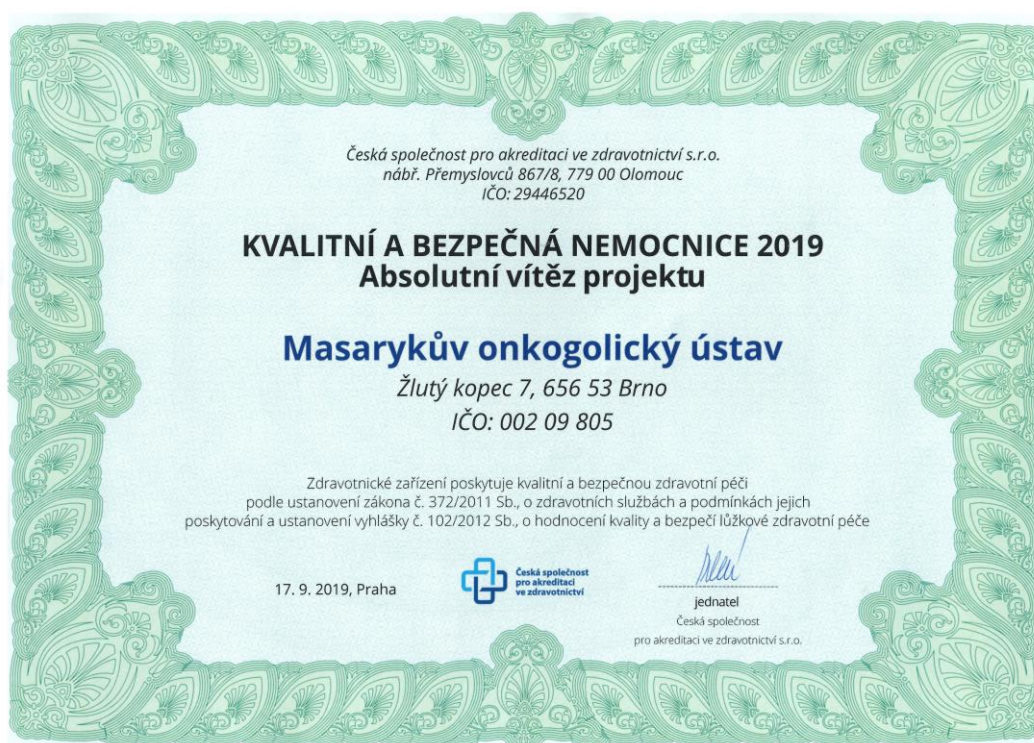 Česká společnost pro akreditaci ve zdravotnictví s.r.o.
nábř. Přemyslovců 867/8, 779 00 Olomouc
IČO: 29446520
KVALITNÍ A BEZPEČNÁ NEMOCNICE 2019
Absolutní vítěz projektu
Masarykův onkogolický ústav
Žlutý kopec 7, 656 53 Brno
IČO: 002 09 805
Zdravotnické zařízení poskytuje kvalitní a bezpečnou zdravotní péči
podle ustanovení zákona č. 372/2011 Sb., o zdravotních službách a podmínkách jejich
poskytování a ustanovení vyhlášky č. 102/2012 Sb., o hodnocení kvality a bezpečí lůžkové zdravotní péče
17. 9. 2019, Praha
Česká společnost
pro akreditaci
ve zdravotnictví
jednatel
Česká společnost
pro akreditaci ve zdravotnictví s.r.o.